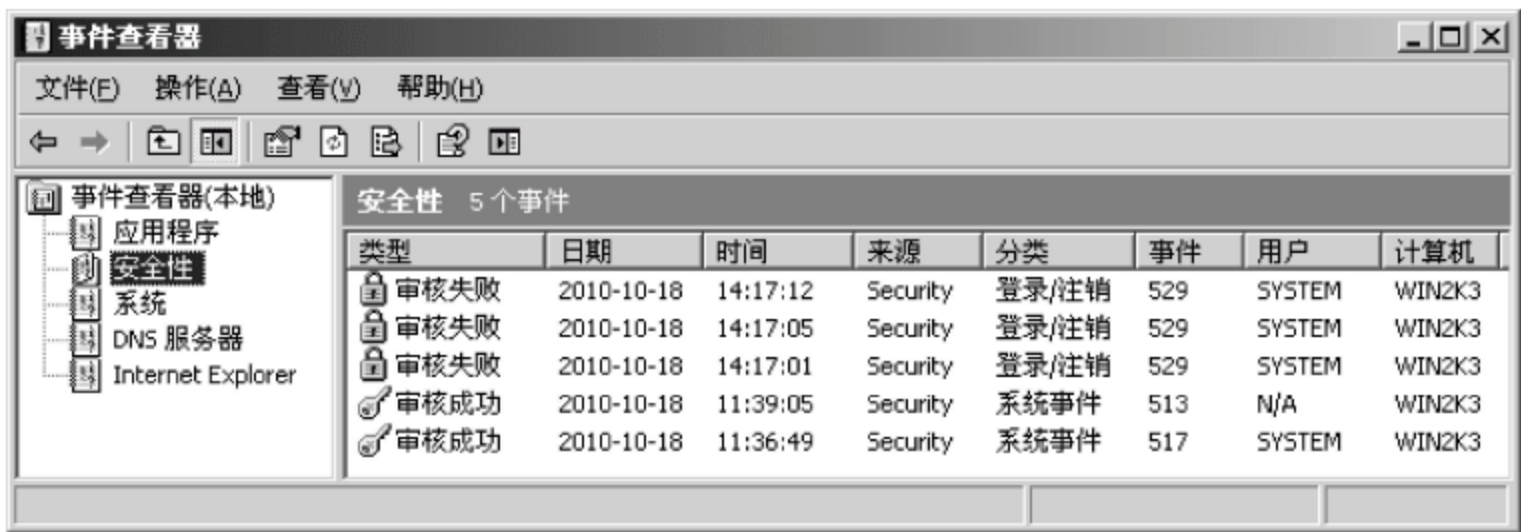 事件查看器
文件(F) 操作(A) 查看(V) 帮助(H)
事件查看器(本地)
应用程序
安全性
系统
DNS 服务器
Internet Explorer
安全性 5 个事件
类型 日期 时间 来源 分类 事件 用户 计算机
审核失败 2010-10-18 14:17:12 Security 登录/注销 529 SYSTEM WIN2K3
审核失败 2010-10-18 14:17:05 Security 登录/注销 529 SYSTEM WIN2K3
审核失败 2010-10-18 14:17:01 Security 登录/注销 529 SYSTEM WIN2K3
审核成功 2010-10-18 11:39:05 Security 系统事件 513 N/A WIN2K3
审核成功 2010-10-18 11:36:49 Security 系统事件 517 SYSTEM WIN2K3